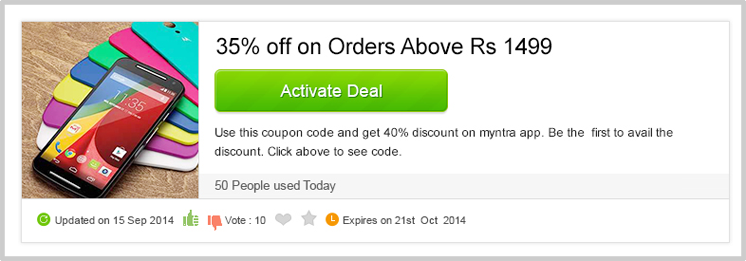 35% off on Orders Above Rs 1499
11:35
Activate Deal
Use this coupon code and get 40% discount on myntra app. Be the first to avail the
discount. Click above to see code.
50 People used Today
Updated on 15 Sep 2014 Vote : 10 Expires on 21st Oct 2014